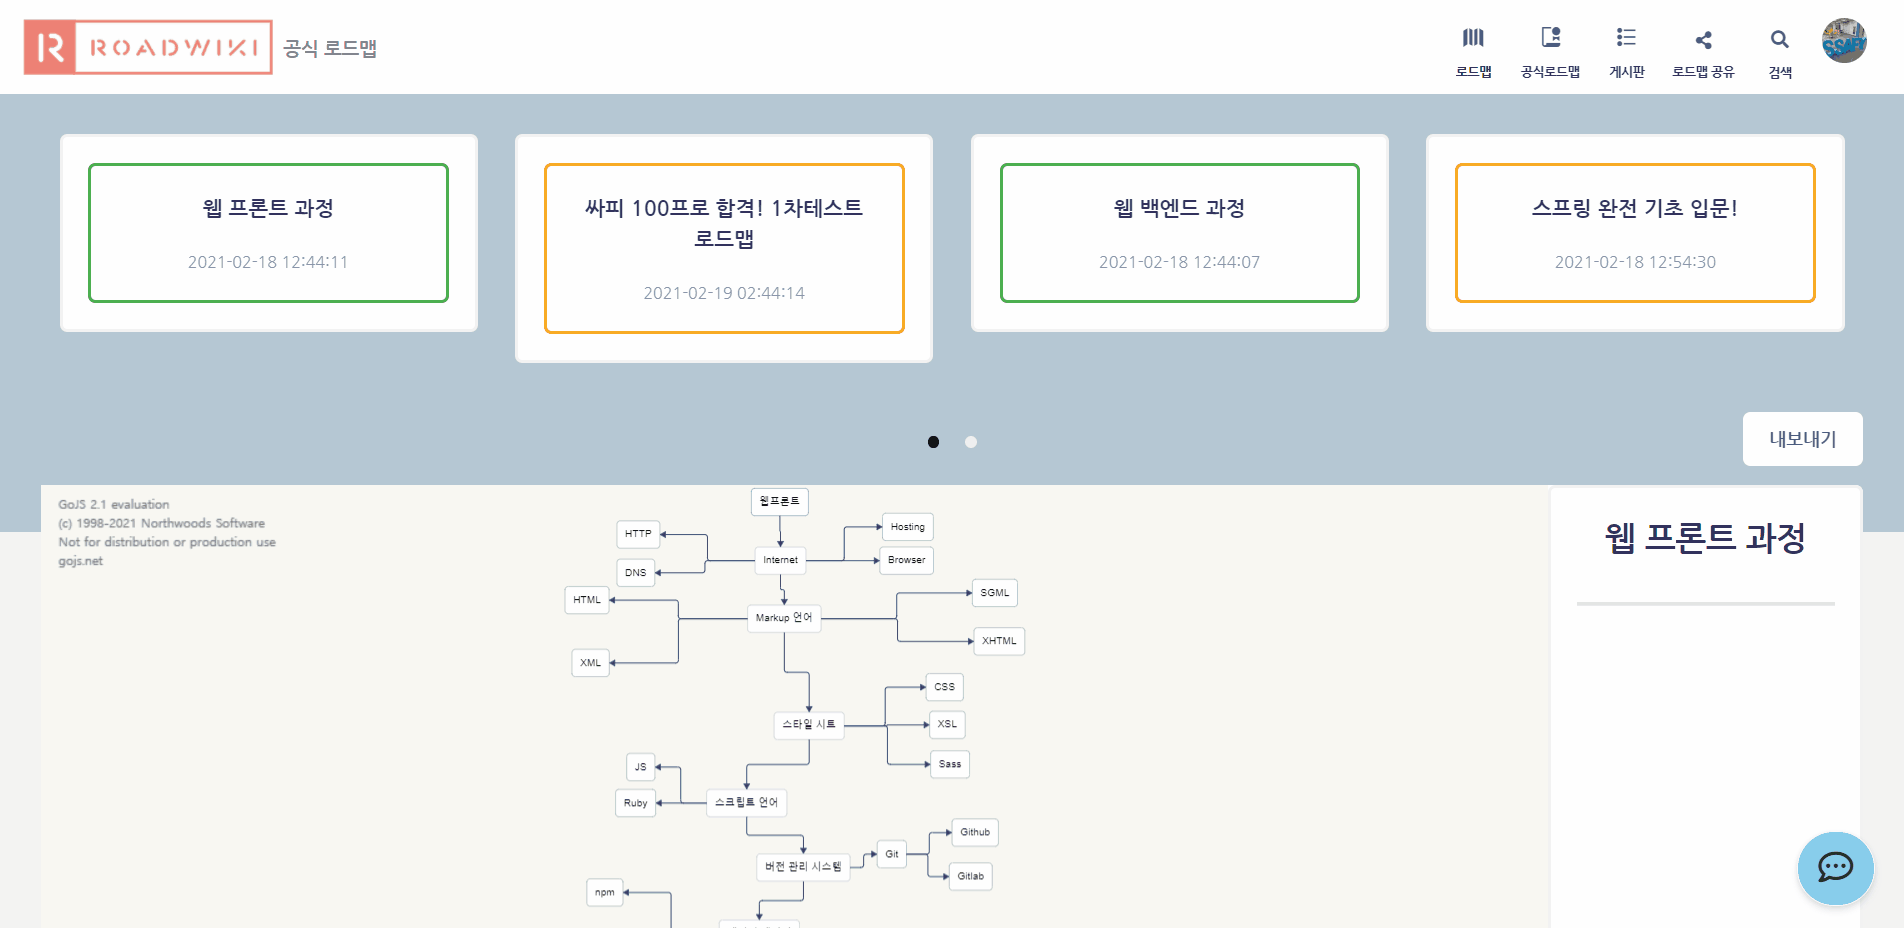 R ROADWIKI 공식 로드맵
로드맵 공식로드맵 게시판 로드맵 공유 검색
SSAFY
웹 프론트 과정
2021-02-18 12:44:11
싸피 100프로 합격! 1차테스트
로드맵
2021-02-19 02:44:14
웹 백엔드 과정
2021-02-18 12:44:07
스프링 완전 기초 입문!
2021-02-18 12:54:30
내보내기
GoJS 2.1 evaluation
(c) 1998-2021 Northwoods Software
Not for distribution or production use
gojs.net
웹프론트
HTTP
Hosting
Internet
Browser
DNS
HTML
SGML
Markup 언어
XHTML
XML
CSS
스타일 시트
XSL
Sass
JS
Ruby
스크립트 언어
Github
버전 관리 시스템
Git
Gitlab
npm
웹 프론트 과정